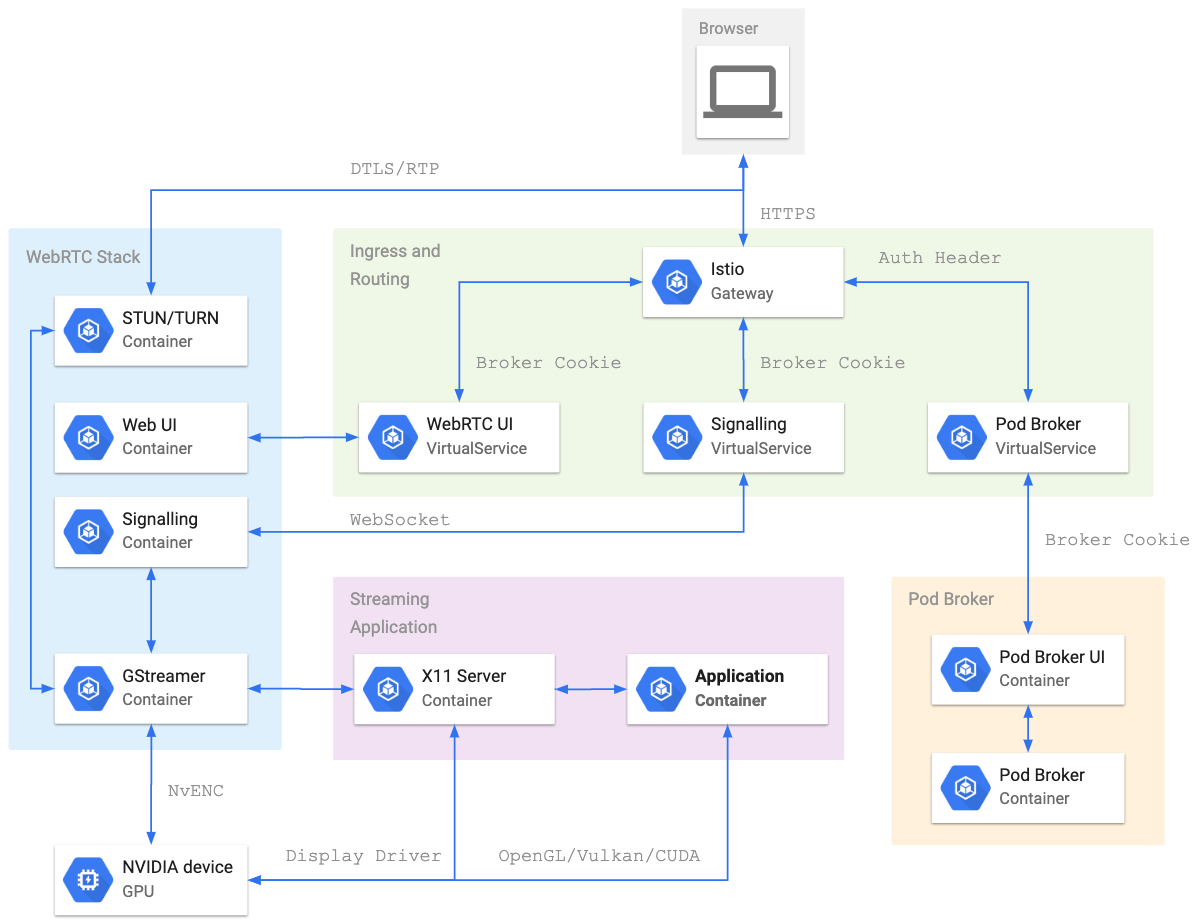 Browser
DTLS/RTP
HTTPS
WebRTC Stack
Ingress and
Routing
Istio
Gateway
Auth Header
STUN/TURN
Container
Broker Cookie
Broker Cookie
Web UI
Container
WebRTC UI
VirtualService
Signalling
VirtualService
Pod Broker
VirtualService
Signalling
Container
WebSocket
Broker Cookie
Streaming
Application
Pod Broker
GStreamer
Container
X11 Server
Container
Application
Container
Pod Broker UI
Container
Pod Broker
Container
NvENC
Display Driver
OpenGL/Vulkan/CUDA
NVIDIA device
GPU